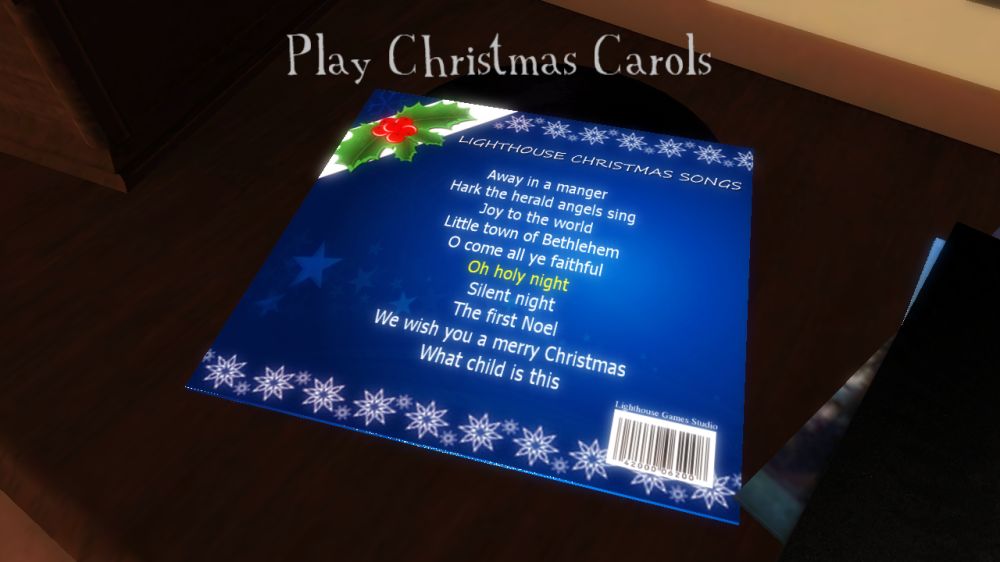 Play Christmas Carols
LIGHTHOUSE CHRISTMAS SONGS
Away in a manger
Hark the herald angels sing
Joy to the world
Little town of Bethlehem
O come all ye faithful
Oh holy night
Silent night
The first Noel
We wish you a merry Christmas
What child is this
Lighthouse Games Studio
42000 06200